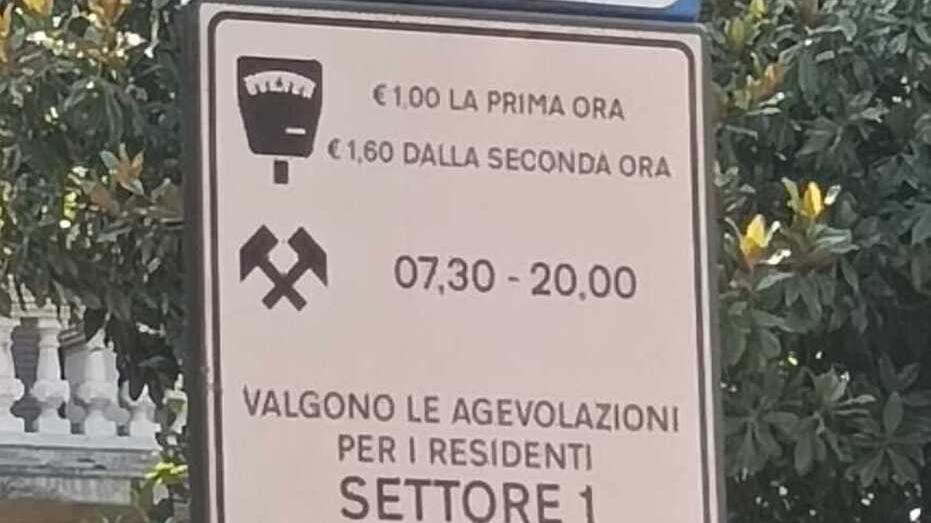 € 1,00 LA PRIMA ORA
€ 1,60 DALLA SECONDA ORA
07,30 - 20,00
VALGONO LE AGEVOLAZIONI
PER I RESIDENTI
SETTORE 1